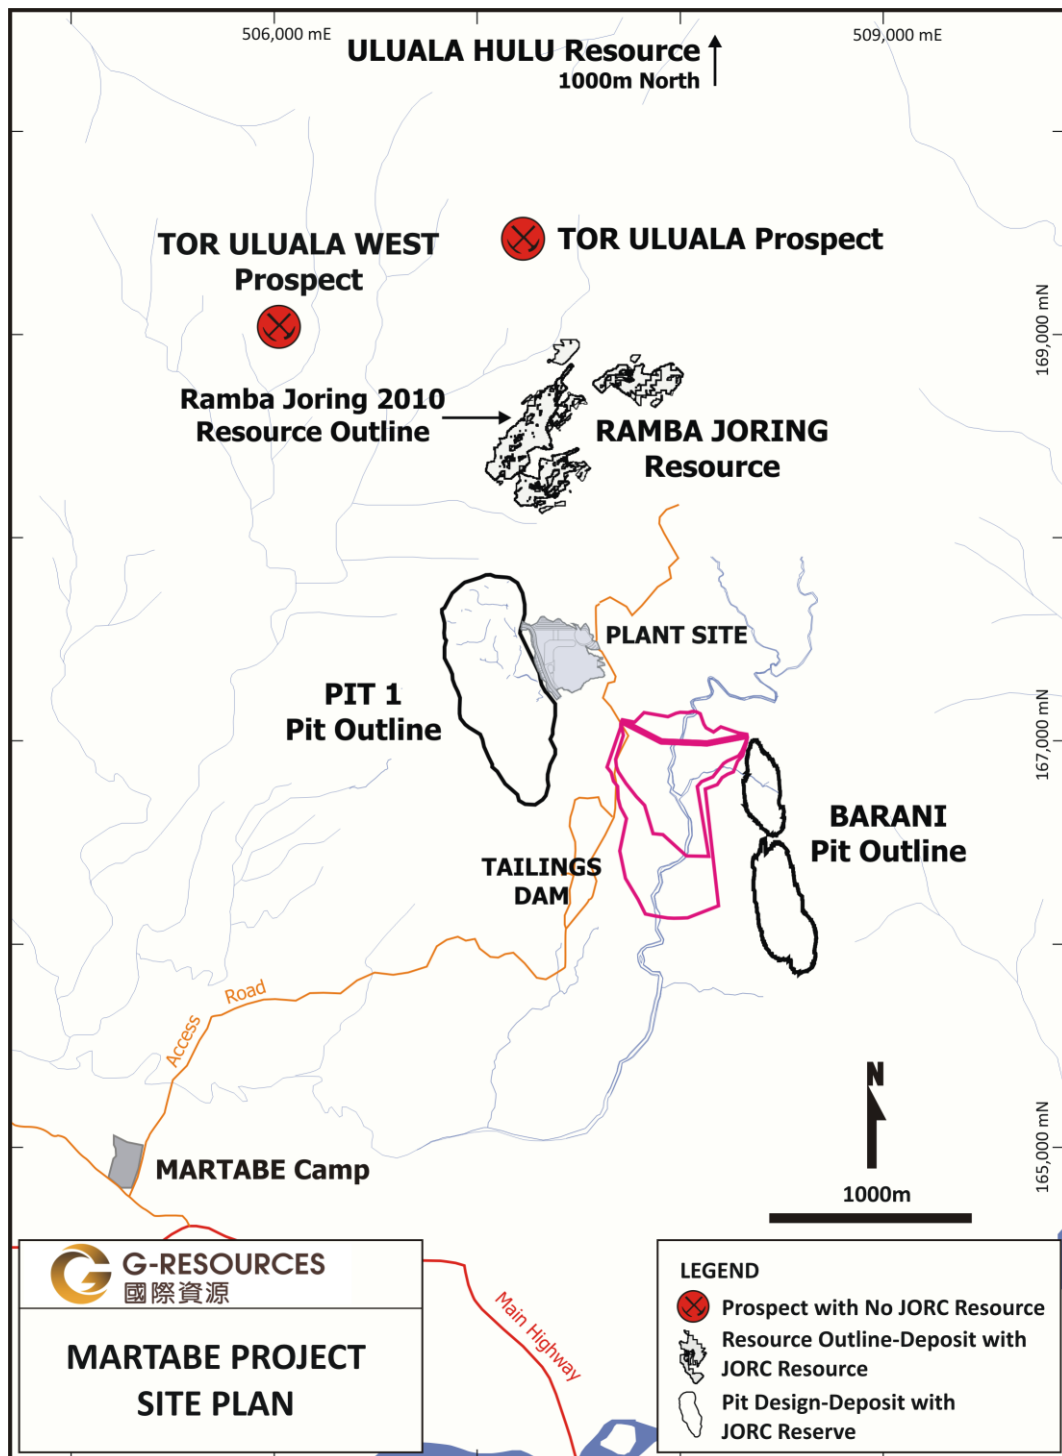 506,000 mE
509,000 mE
ULUALA HULU Resource
1000m North
TOR ULUALA WEST
Prospect
TOR ULUALA Prospect
169,000 mN
Ramba Joring 2010
Resource Outline
RAMBA JORING
Resource
PLANT SITE
PIT 1
Pit Outline
167,000 mN
BARANI
Pit Outline
TAILINGS
DAM
Access Road
N
1000m
165,000 mN
MARTABE Camp
G-RESOURCES
國際資源
MARTABE PROJECT
SITE PLAN
Main Highway
LEGEND
Prospect with No JORC Resource
Resource Outline-Deposit with
JORC Resource
Pit Design-Deposit with
JORC Reserve